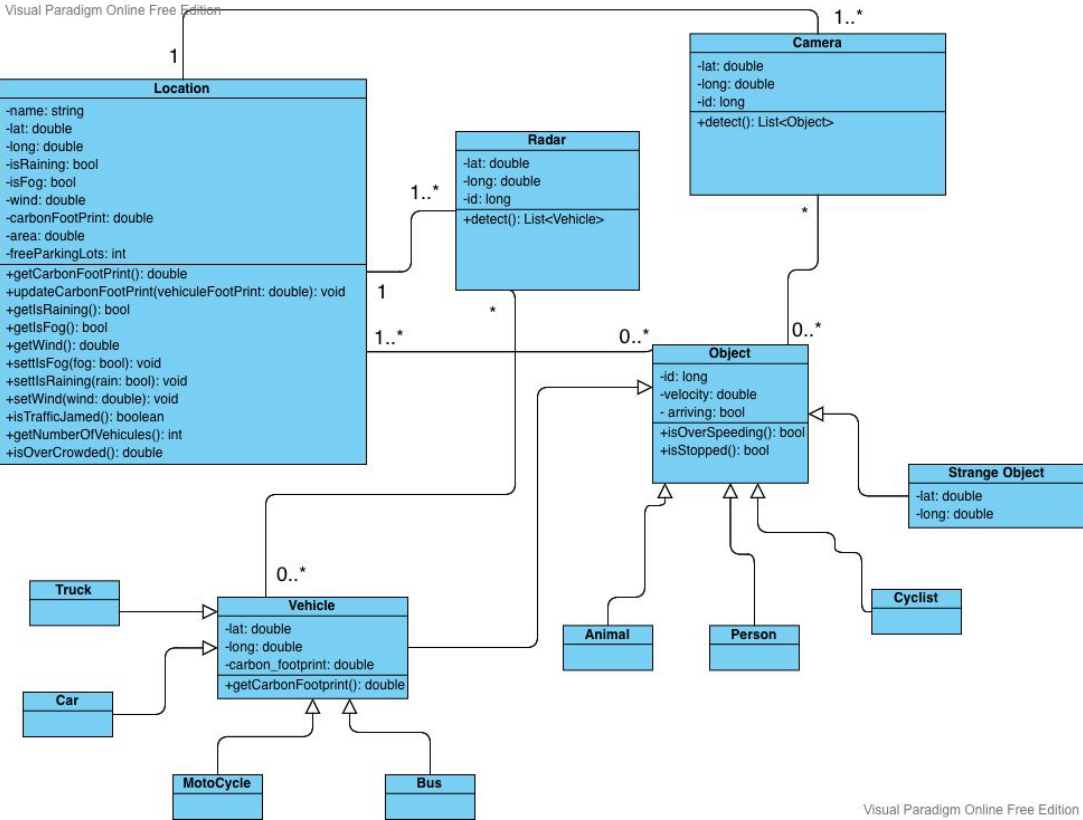 Visual Paradigm Online Free Edition
1
1..*
Camera
-lat: double
-long: double
-id: long
+detect(): List<Object>
*
Location
-name: string
-lat: double
-long: double
-isRaining: bool
-isFog: bool
-wind: double
-carbonFootPrint: double
-area: double
-freeParkingLots: int
+getCarbonFootPrint(): double
+updateCarbonFootPrint(vehiculeFootPrint: double): void
+getIsRaining(): bool
+getIsFog(): bool
+getWind(): double
+settIsFog(fog: bool): void
+settIsRaining(rain: bool): void
+setWind(wind: double): void
+isTrafficJamed(): boolean
+getNumberOfVehicules(): int
+isOverCrowded(): double
Radar
-lat: double
-long: double
-id: long
+detect(): List<Vehicle>
1..*
1
*
1..*
0..*
0..*
Object
-id: long
-velocity: double
- arriving: bool
+isOverSpeeding(): bool
+isStopped(): bool
Strange Object
-lat: double
-long: double
0..*
Truck
Vehicle
-lat: double
-long: double
-carbon_footprint: double
+getCarbonFootprint(): double
Animal
Person
Cyclist
Car
MotoCycle
Bus
Visual Paradigm Online Free Edition